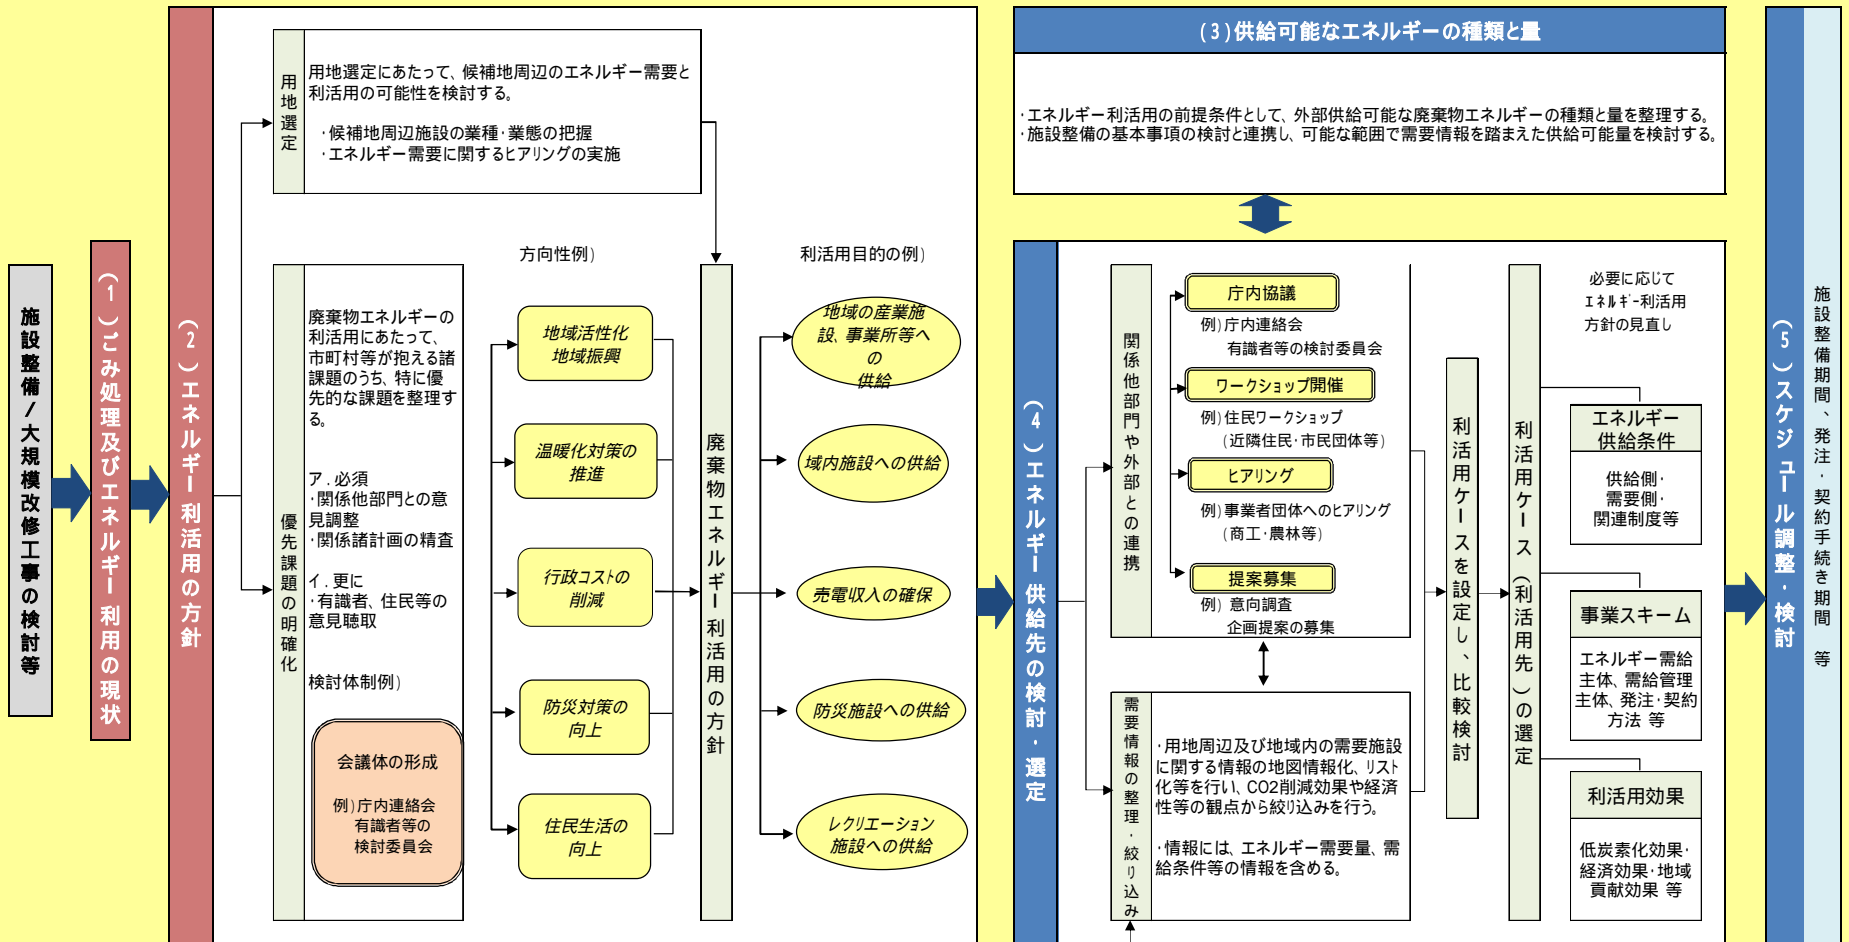 施設整備/大規模改修工事の検討等
(1)ごみ処理及びエネルギー利用の現状
(2)エネルギー利活用の方針
用地選定
用地選定にあたって、候補地周辺のエネルギー需要と
利活用の可能性を検討する。
・候補地周辺施設の業種・業態の把握
・エネルギー需要に関するヒアリングの実施
優先課題の明確化
廃棄物エネルギーの
利活用にあたって、
市町村等が抱える諸
課題のうち、特に優
先的な課題を整理す
る。
ア.必須
・関係他部門との意
見調整
・関係諸計画の精査
イ.更に
・有識者、住民等の
意見聴取
検討体制例)
会議体の形成
例)庁内連絡会
有識者等の
検討委員会
方向性例)
地域活性化
地域振興
温暖化対策の
推進
行政コストの
削減
防災対策の
向上
住民生活の
向上
廃棄物エネルギー利活用の方針
利活用目的の例)
地域の産業施
設、事業所等へ
の
供給
域内施設への供給
売電収入の確保
防災施設への供給
レクリエーション
施設への供給
(3)供給可能なエネルギーの種類と量
・エネルギー利活用の前提条件として、外部供給可能な廃棄物エネルギーの種類と量を整理する。
・施設整備の基本事項の検討と連携し、可能な範囲で需要情報を踏まえた供給可能量を検討する。
(4)エネルギー供給先の検討・選定
関係他部門や外部との連携
庁内協議
例)庁内連絡会
有識者等の検討委員会
ワークショップ開催
例)住民ワークショップ
(近隣住民・市民団体等)
ヒアリング
例)事業者団体へのヒアリング
(商工・農林等)
提案募集
例)意向調査
企画提案の募集
需要情報の整理・絞り込み
・用地周辺及び地域内の需要施設
に関する情報の地図情報化、リスト
化等を行い、CO2削減効果や経済
性等の観点から絞り込みを行う。
・情報には、エネルギー需要量、需
給条件等の情報を含める。
利活用ケースを設定し、比較検討
利活用ケース(利活用先)の選定
必要に応じて
エネルギー利活用
方針の見直し
エネルギー
供給条件
供給側・
需要側・
関連制度等
事業スキーム
エネルギー需給
主体、需給管理
主体、発注・契約
方法 等
利活用効果
低炭素化効果・
経済効果・地域
貢献効果 等
(5)スケジュール調整・検討
施設整備期間、発注・契約手続き期間 等